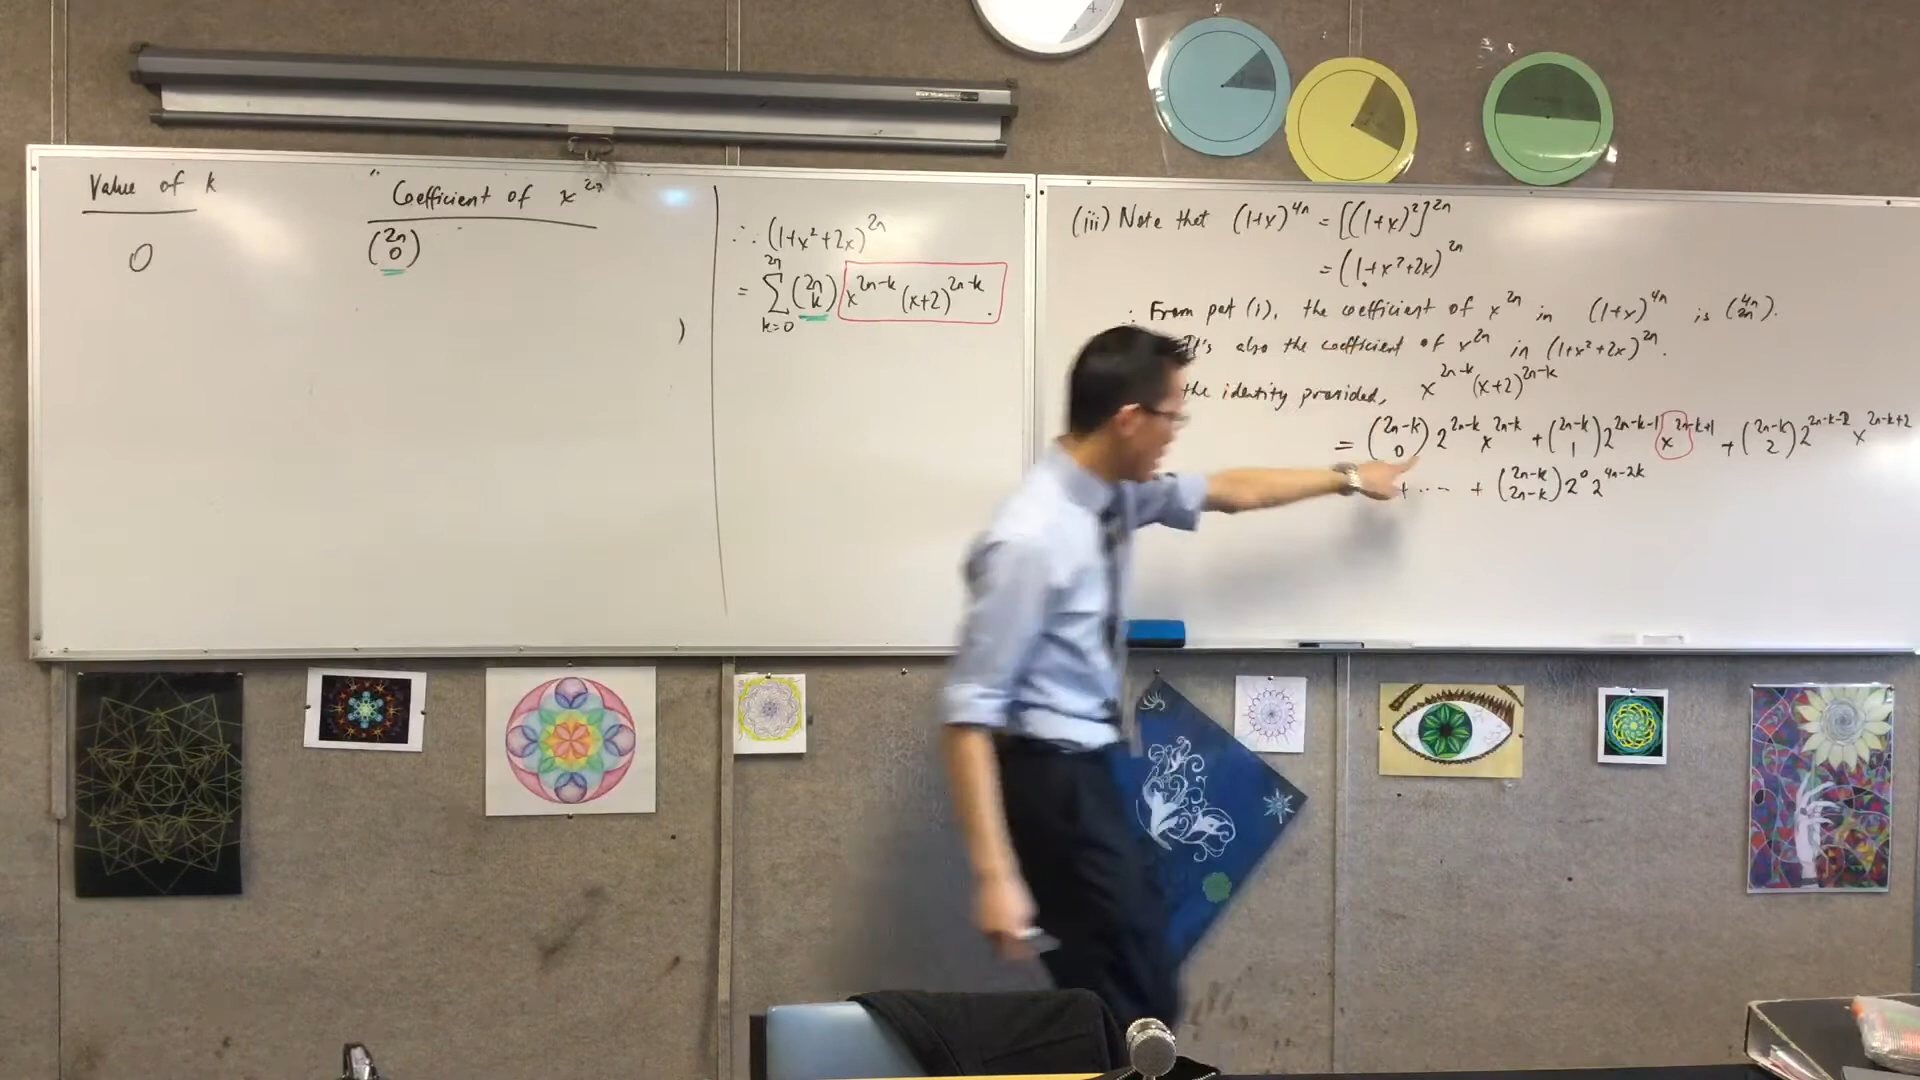 Value of k
"Coefficient of x^2n
0
(2n 0)
)
∴ (1+x²+2x)^2n
= Σ_{k=0}^{2n} (2n k) x^{2n-k} (x+2)^{2n-k}.
(iii) Note that (1+x)^4n = [(1+x)²]^2n
= (1+x²+2x)^2n
∴ From part (i), the coefficient of x^2n in (1+x)^4n is (4n 2n).
It's also the coefficient of x^2n in (1+x²+2x)^2n.
the identity provided, x^{2n-k}(x+2)^{2n-k}
= (2n-k 0) 2^{2n-k} x^{2n-k} + (2n-k 1) 2^{2n-k-1} x^{2n-k+1} + (2n-k 2) 2^{2n-k-2} x^{2n-k+2}
+ ... + (2n-k 2n-k) 2^0 2^{4n-2k}